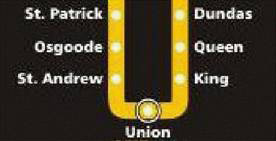 St. Patrick
Dundas
Osgoode
Queen
St. Andrew
King
Union